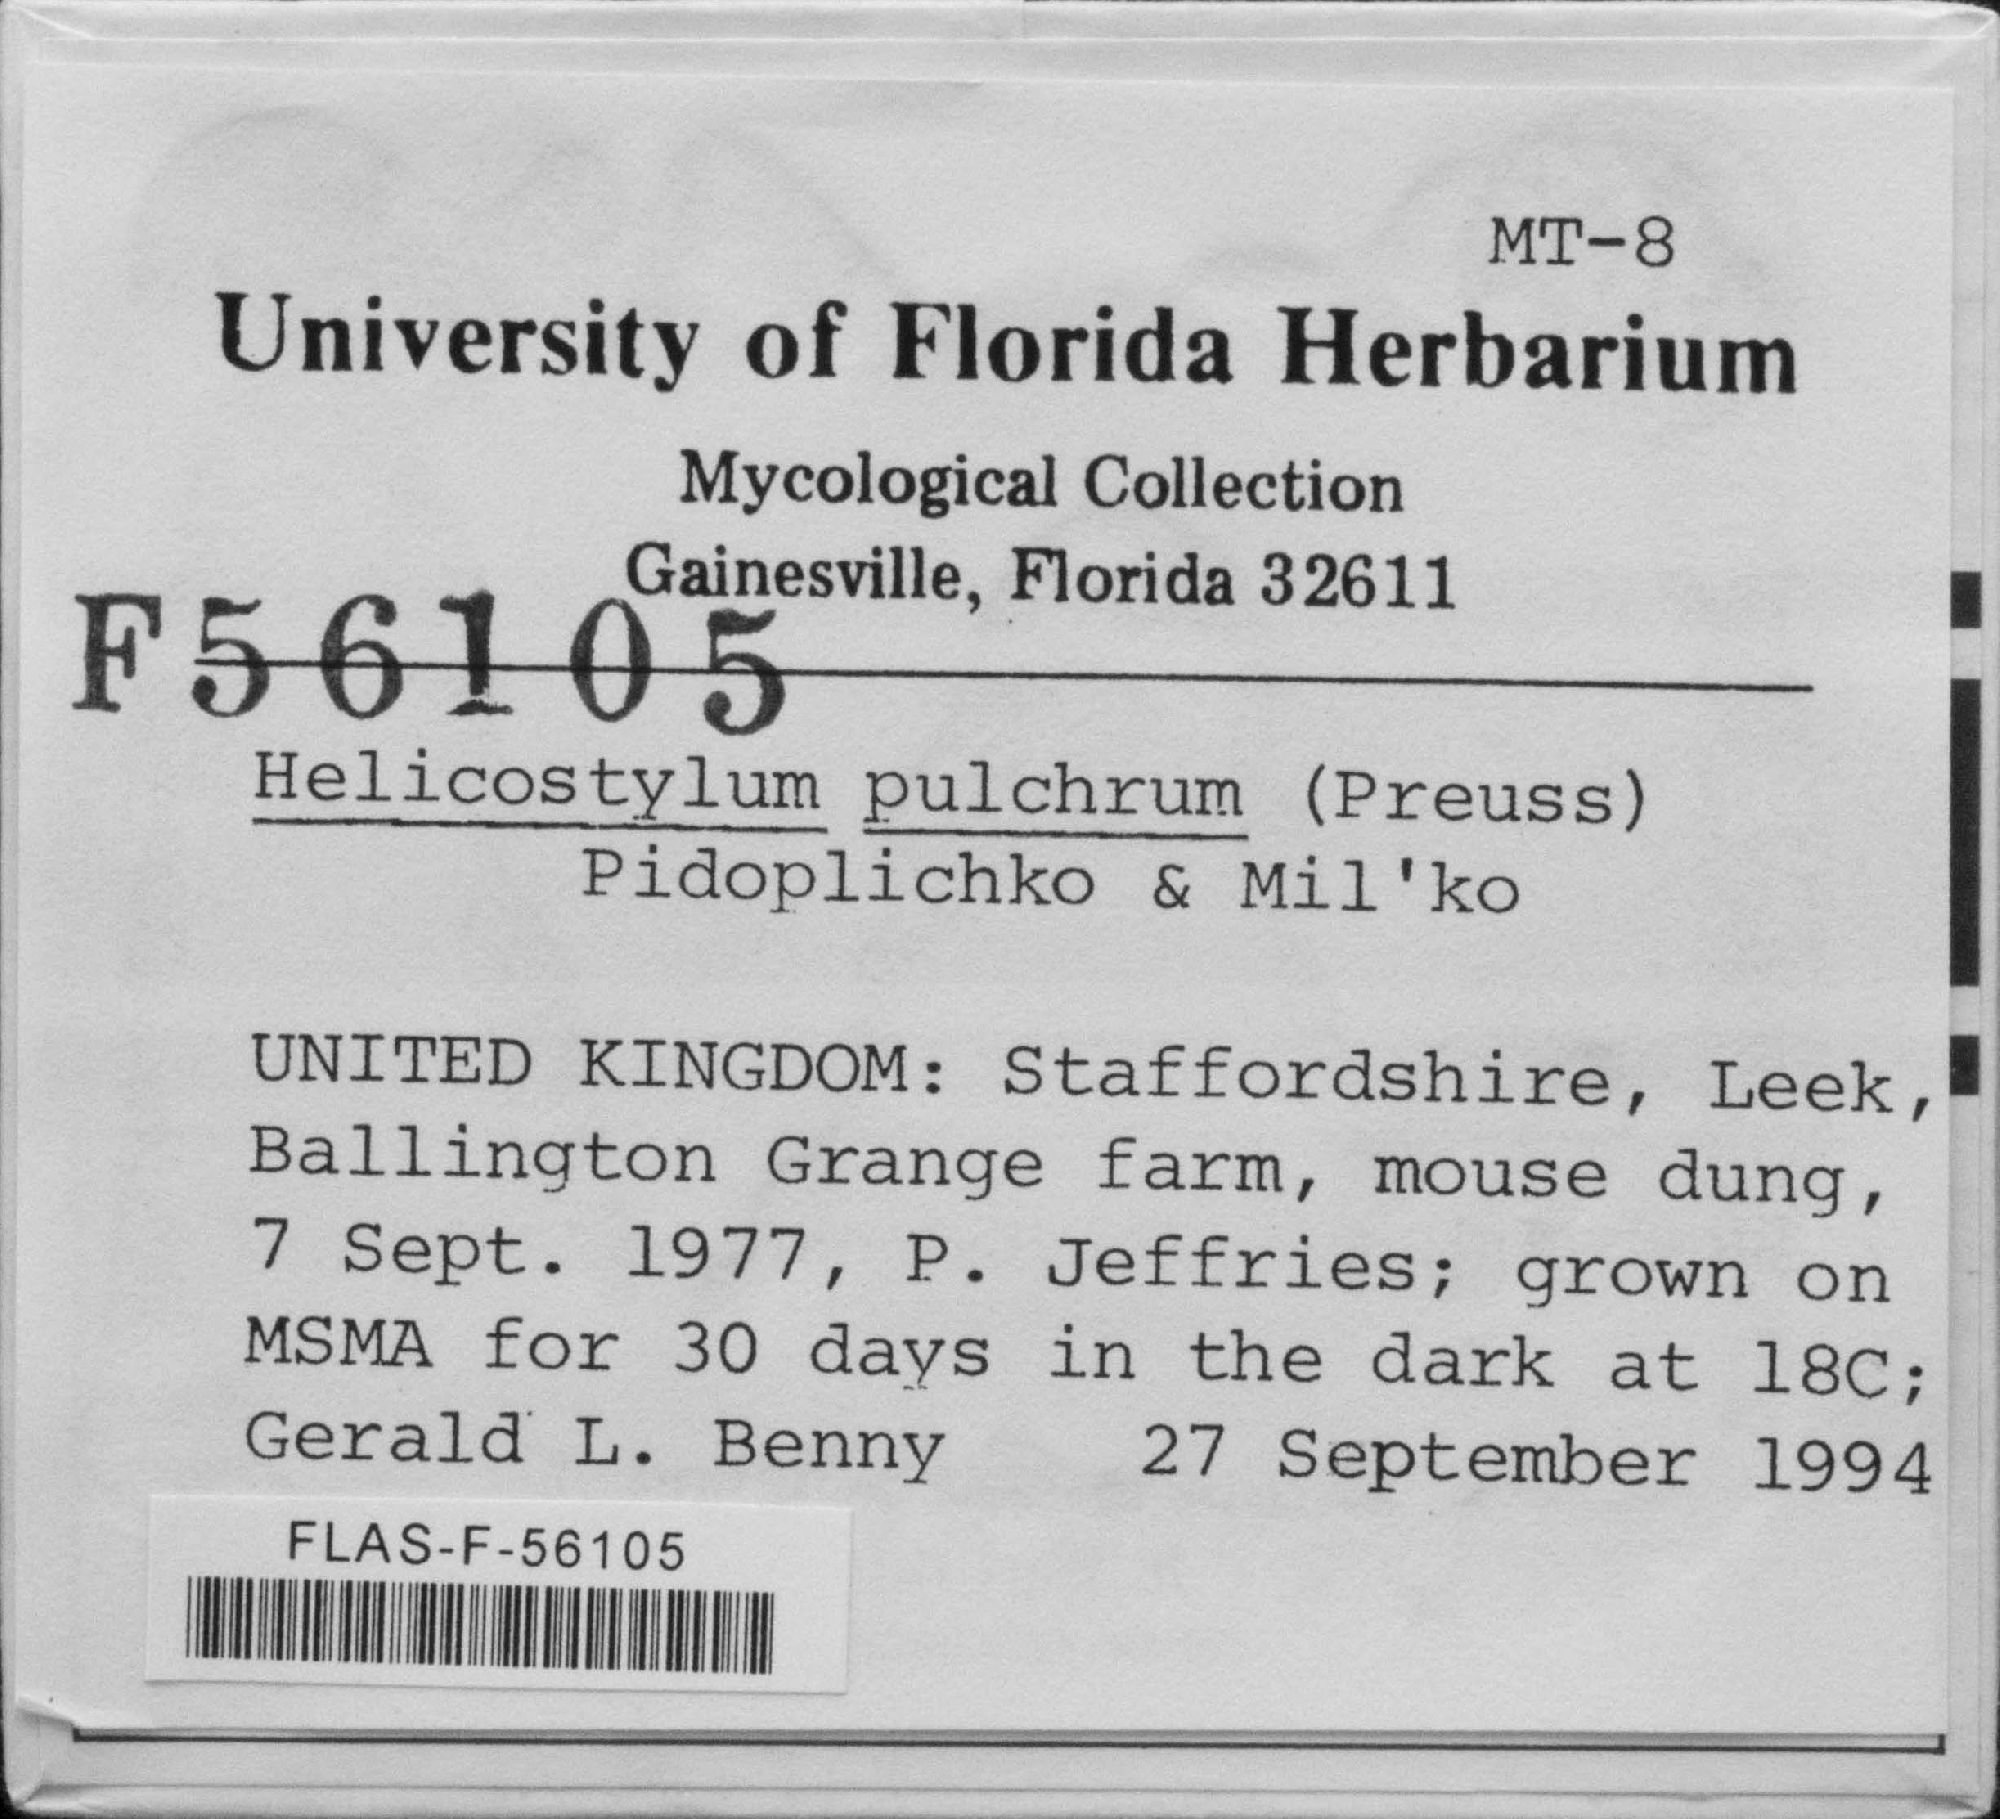 MT-8
University of Florida Herbarium
Mycological Collection
Gainesville, Florida 32611
F56105
Helicostylum pulchrum (Preuss)
Pidoplichko & Mil'ko
UNITED KINGDOM: Staffordshire, Leek,
Ballington Grange farm, mouse dung,
7 Sept. 1977, P. Jeffries; grown on
MSMA for 30 days in the dark at 18C;
Gerald L. Benny 27 September 1994
FLAS-F-56105